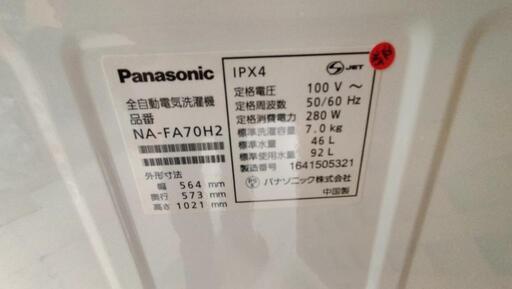 Panasonic
全自動電気洗濯機
品番
NA-FA70H2
外形寸法
幅 564 mm
奥行 573 mm
高さ 1021 mm
IPX4
S JET
定格電圧 100 V ～
定格周波数 50/60 Hz
定格消費電力 280 W
標準洗濯容量 7.0 kg
標準水量 46 L
標準使用水量 92 L
製造番号 1641505321
パナソニック株式会社
中国製